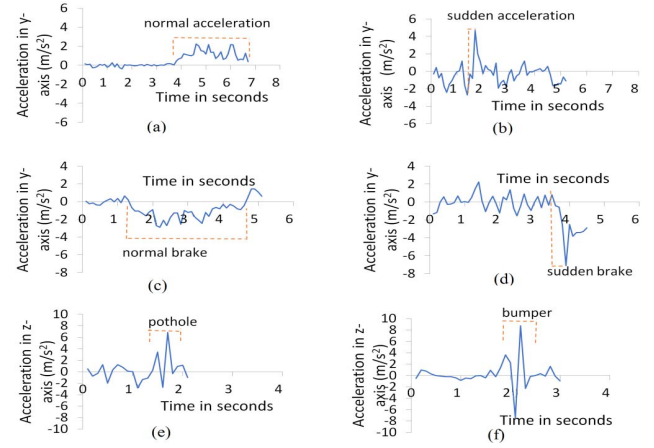 Acceleration in y-
axis (m/s²)
6
4
2
0
-2
-4
-6
normal acceleration
0 1 2 3 4 5 6 7 8
Time in seconds
(a)
Acceleration in y-
axis (m/s²)
6
4
2
0
-2
-4
-6
sudden acceleration
0 1 2 3 4 5 6 7 8
Time in seconds
(b)
Acceleration in y-
axis (m/s²)
4
2
0
-2
-4
-6
-8
Time in seconds
0 1 2 3 4 5 6
normal brake
(c)
Acceleration in y-
axis (m/s²)
4
2
0
-2
-4
-6
-8
Time in seconds
0 1 2 3 4 5 6
sudden brake
(d)
Acceleration in z-
axis (m/s²)
10
8
6
4
2
0
-2
-4
-6
-8
-10
pothole
0 1 2 3 4
Time in seconds
(e)
Acceleration in z-
axis (m/s²)
10
8
6
4
2
0
-2
-4
-6
-8
-10
bumper
0 1 2 3 4
Time in seconds
(f)